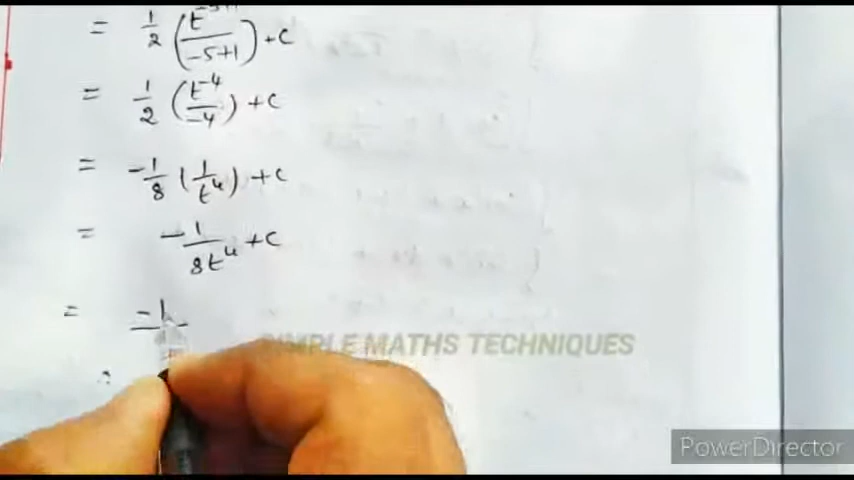 = 1/2 (t^-5+1/-5+1) + c
= 1/2 (t^-4/-4) + c
= -1/8 (1/t^4) + c
= -1/8t^4 + c
= -1
SIMPLE MATHS TECHNIQUES
PowerDirector